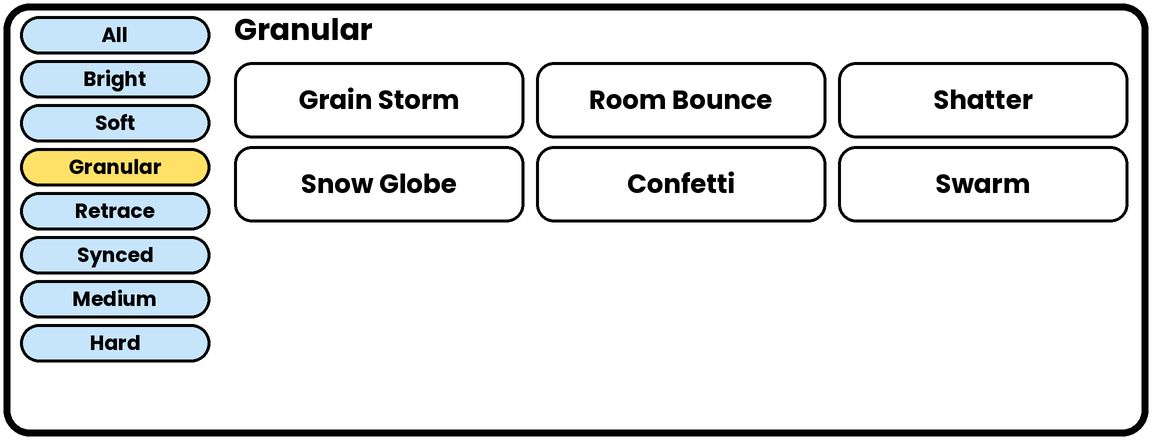 All
Bright
Soft
Granular
Retrace
Synced
Medium
Hard
Granular
Grain Storm
Room Bounce
Shatter
Snow Globe
Confetti
Swarm